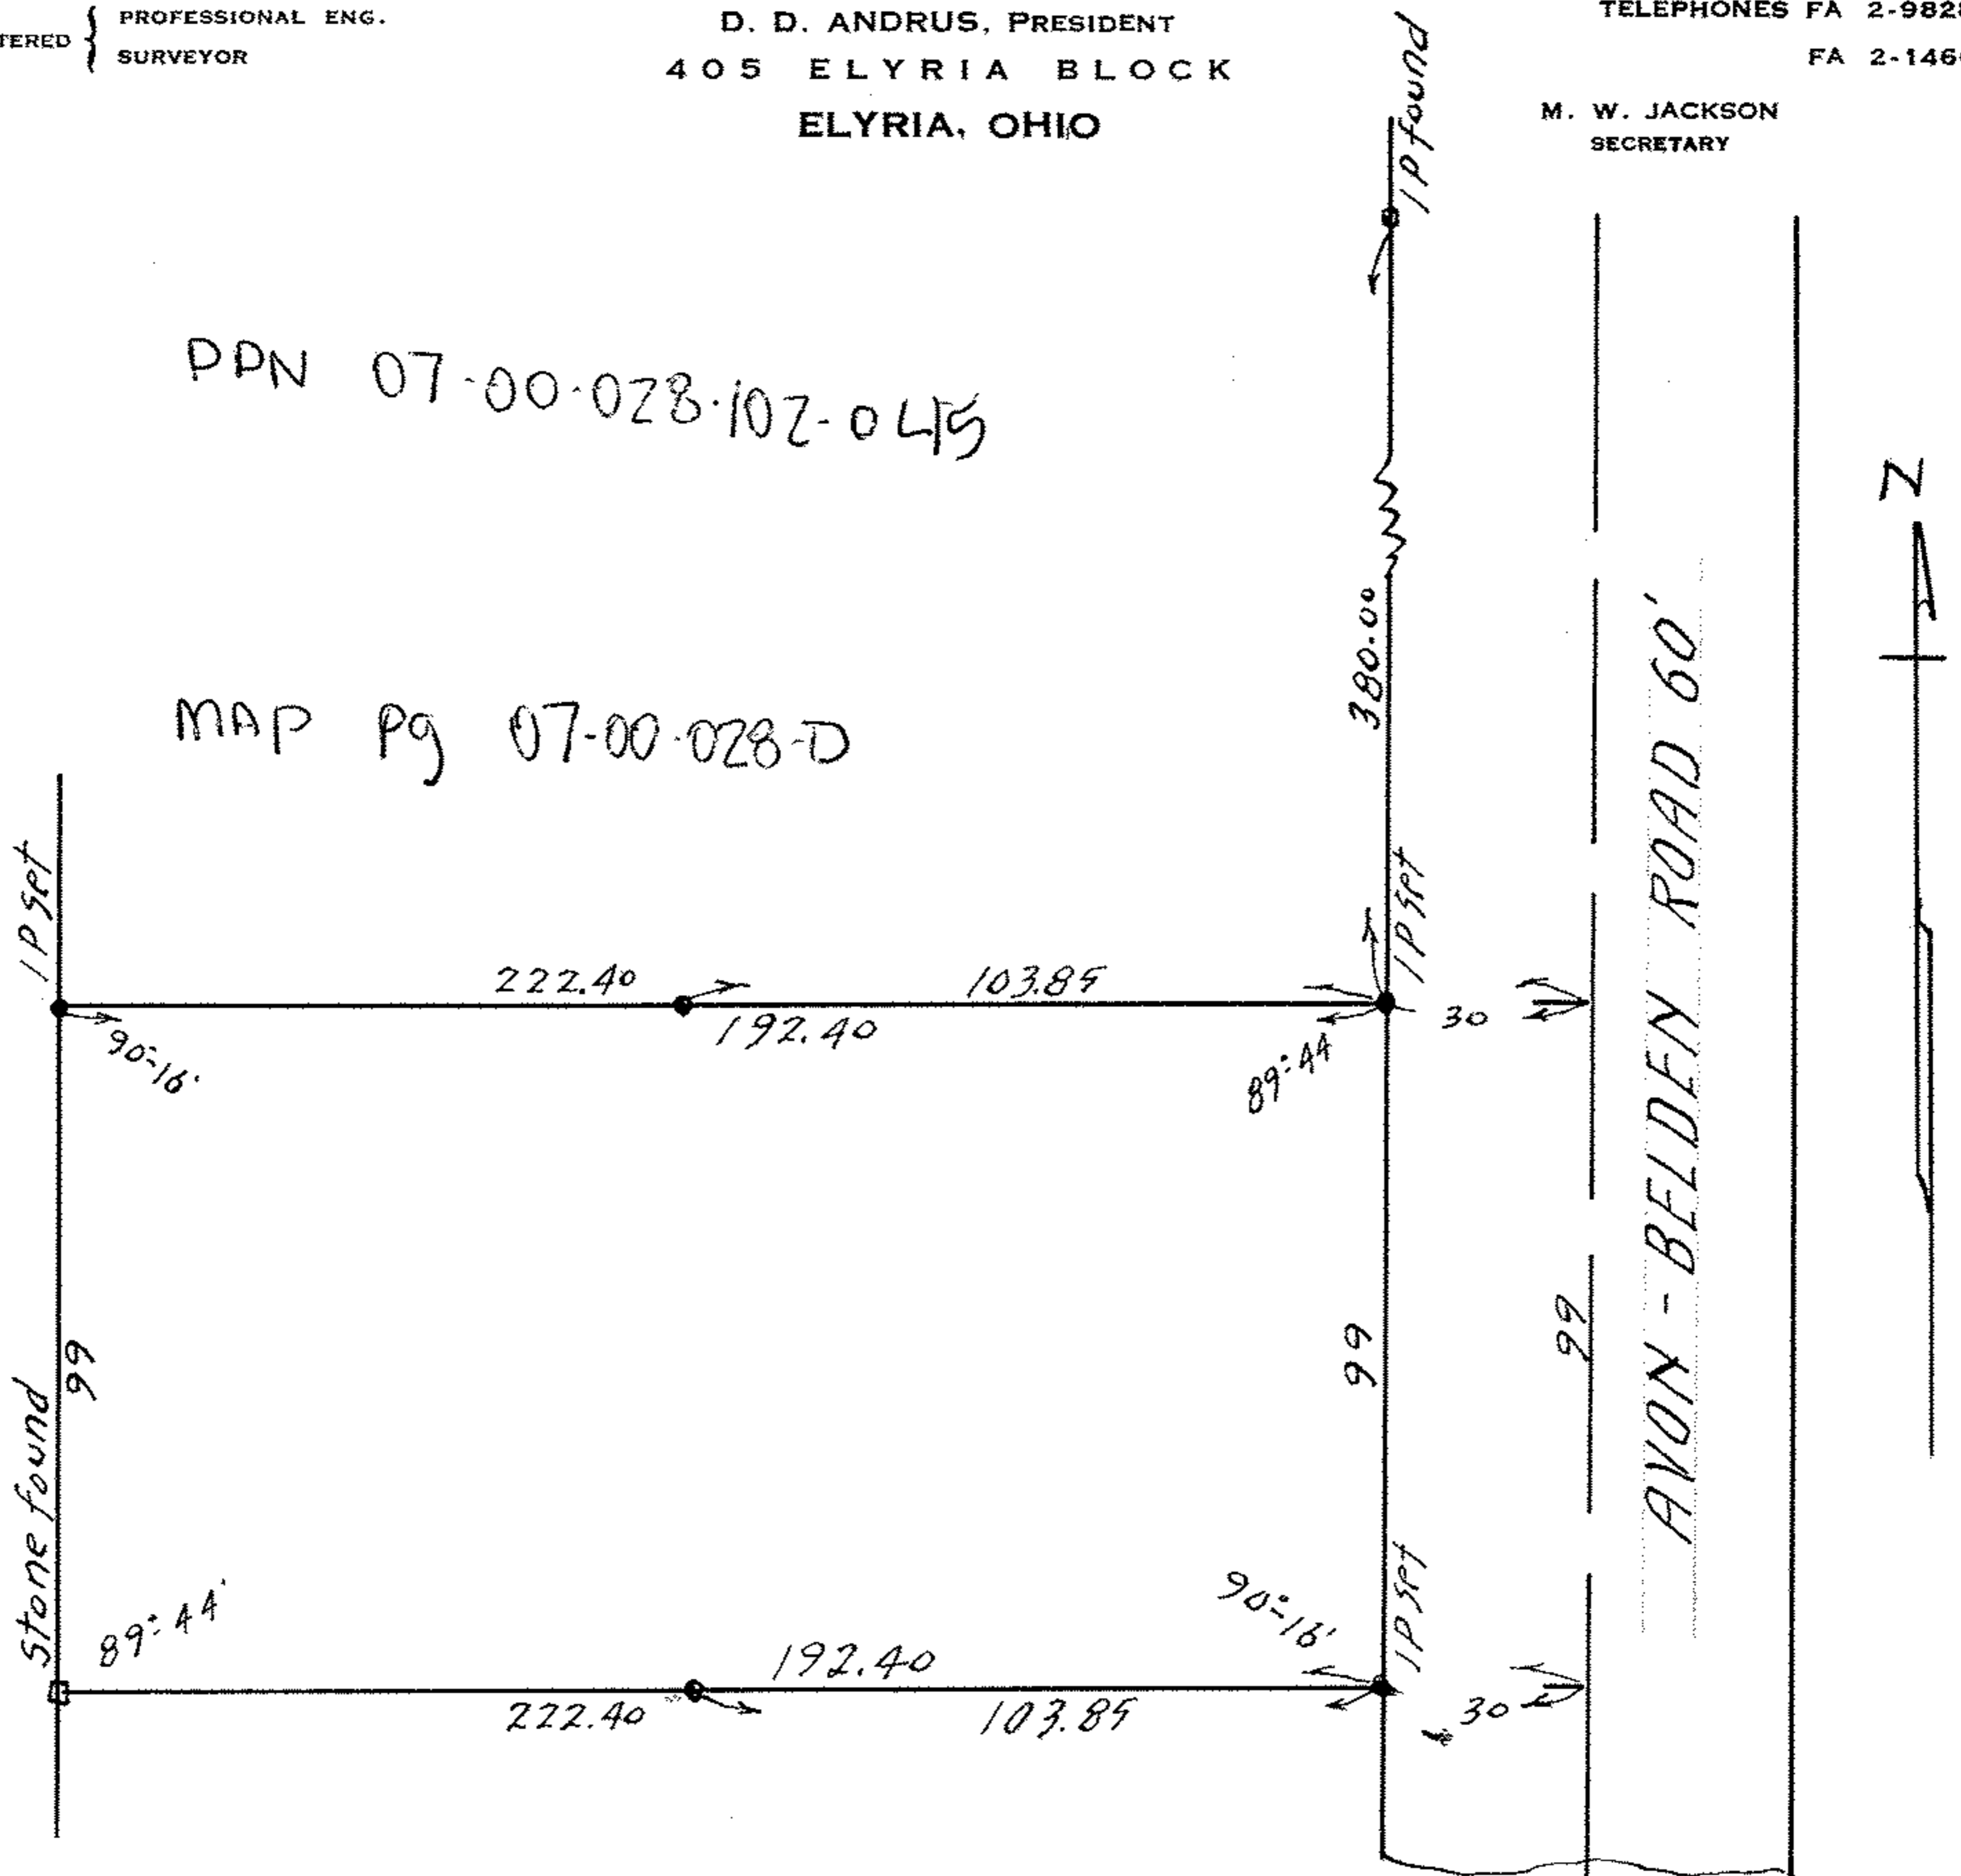 PROFESSIONAL ENG.
SURVEYOR
D. D. ANDRUS, PRESIDENT
405 ELYRIA BLOCK
ELYRIA, OHIO
TELEPHONES FA 2-982
FA 2-146
M. W. JACKSON
SECRETARY
IP found
PPN 07-00-028-102-045
N
380.00
MAP Pg 07-00-028-D
AVON - BELDEN ROAD 60'
IP set
IP set
222.40
103.85
192.40
30
90°-16'
89°-44'
99
99
99
Stone found
89°-44'
90°-16'
IP set
192.40
222.40
103.85
30